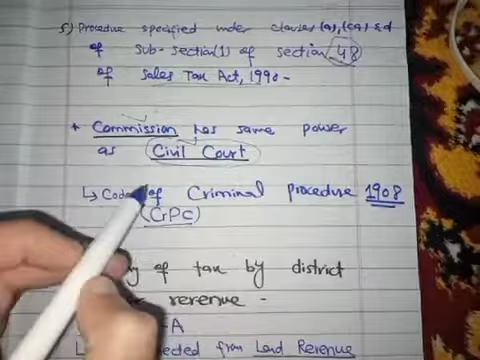 5) Procedure specified under clauses (a), (ca) & d
of sub-section(1) of section 48
of Sales Tax Act, 1990-
* Commission has same power
as Civil Court
↳ Code of Criminal procedure 1908
(CrPC)
of tax by district
revenue -
A
from Land Revenue